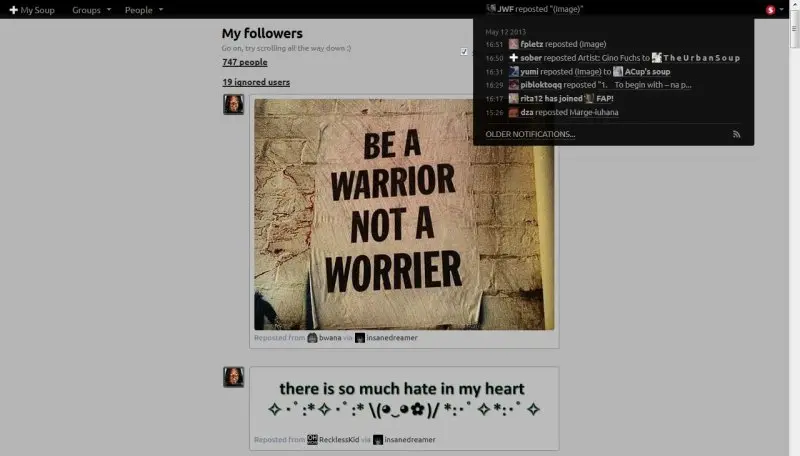 My Soup Groups People
JWF reposted "(Image)"
May 12 2013
16:51 fpletz reposted (Image)
16:50 sober reposted Artist: Gino Fuchs to T h e U r b a n S o u p
16:31 yumi reposted (Image) to ACup's soup
16:29 pibloktoqq reposted "1. To begin with – na p...
16:17 rita12 has joined FAP!
15:26 dza reposted Marge-iuhana
OLDER NOTIFICATIONS...
My followers
Go on, try scrolling all the way down :)
747 people
19 ignored users
BE A
WARRIOR
NOT A
WORRIER
Reposted from bwana via insanedreamer
there is so much hate in my heart
✧･ﾟ:*✧･ﾟ:* \(◕‿◕✿)/ *:･ﾟ✧*:･ﾟ✧
Reposted from RecklessKid via insanedreamer